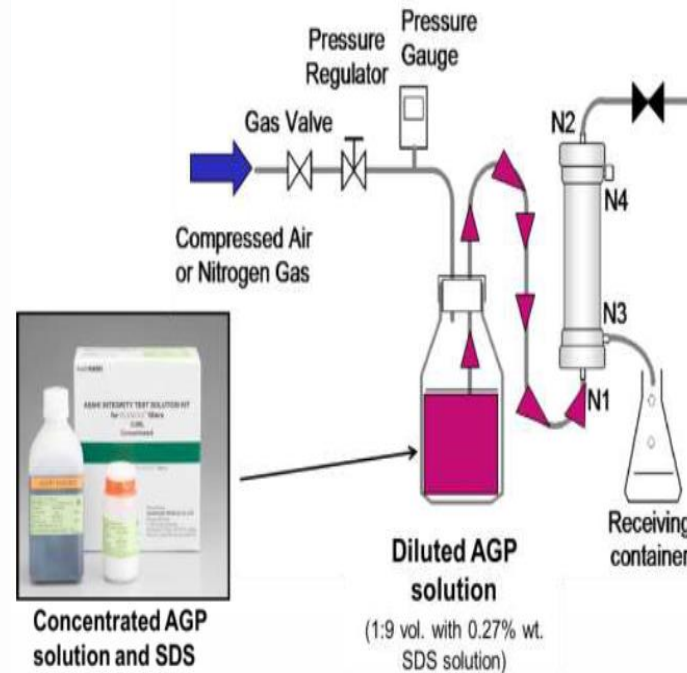 Pressure
Gauge
Pressure
Regulator
Gas Valve
N2
N4
Compressed Air
or Nitrogen Gas
N3
N1
ASAHI INTEGRITY TEST SOLUTION KIT
Concentrated
Receiving
container
Diluted AGP
solution
(1:9 vol. with 0.27% wt.
SDS solution)
Concentrated AGP
solution and SDS